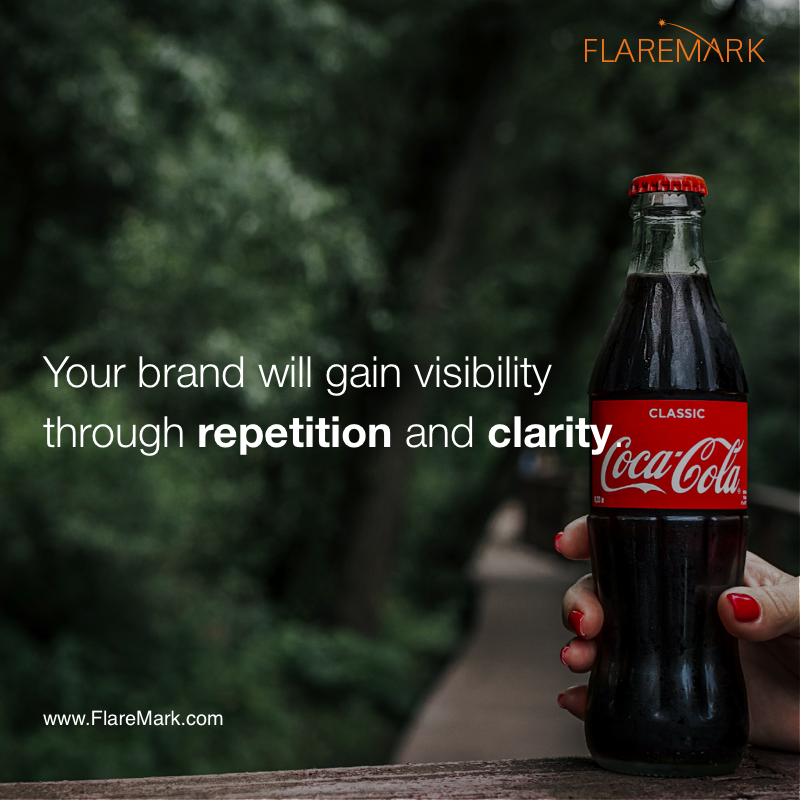 FLAREMARK
Your brand will gain visibility
through repetition and clarity.
CLASSIC
Coca-Cola
www.FlareMark.com